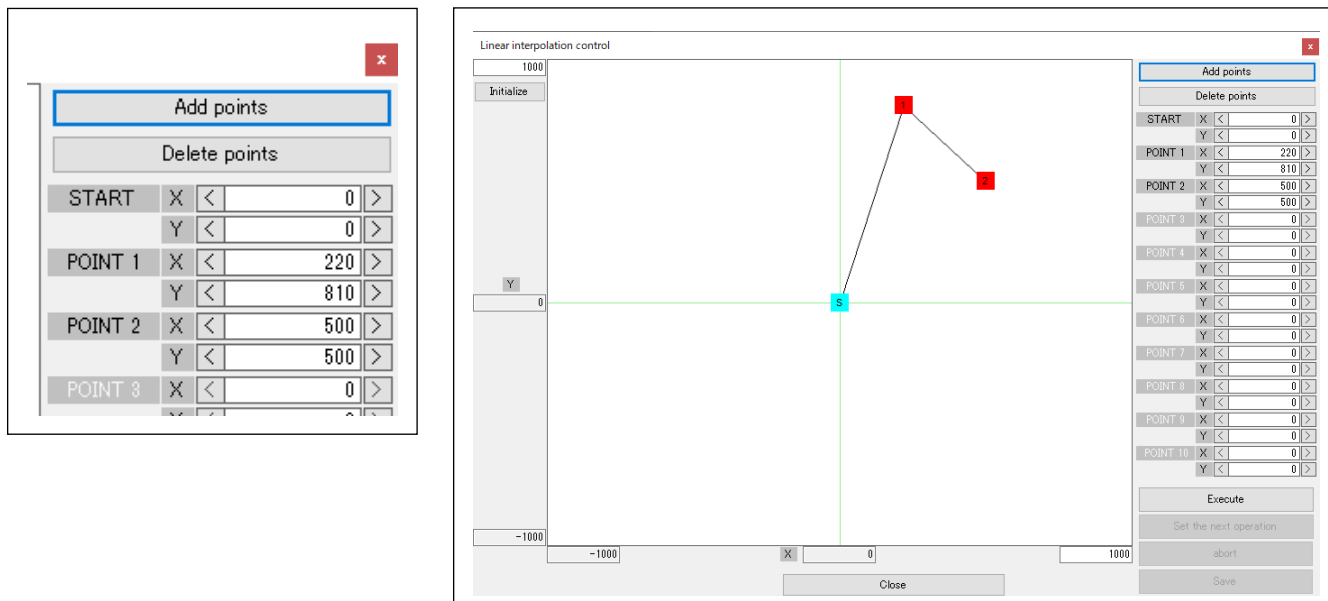 x
Add points
Delete points
START X < 0 >
Y < 0 >
POINT 1 X < 220 >
Y < 810 >
POINT 2 X < 500 >
Y < 500 >
POINT 3 X < 0 >
Linear interpolation control x
1000
Initialize
Y
0
-1000
-1000 X 0 1000
1
2
S
Close
Add points
Delete points
START X < 0 >
Y < 0 >
POINT 1 X < 220 >
Y < 810 >
POINT 2 X < 500 >
Y < 500 >
POINT 3 X < 0 >
Y < 0 >
POINT 4 X < 0 >
Y < 0 >
POINT 5 X < 0 >
Y < 0 >
POINT 6 X < 0 >
Y < 0 >
POINT 7 X < 0 >
Y < 0 >
POINT 8 X < 0 >
Y < 0 >
POINT 9 X < 0 >
Y < 0 >
POINT 10 X < 0 >
Y < 0 >
Execute
Set the next operation
abort
Save